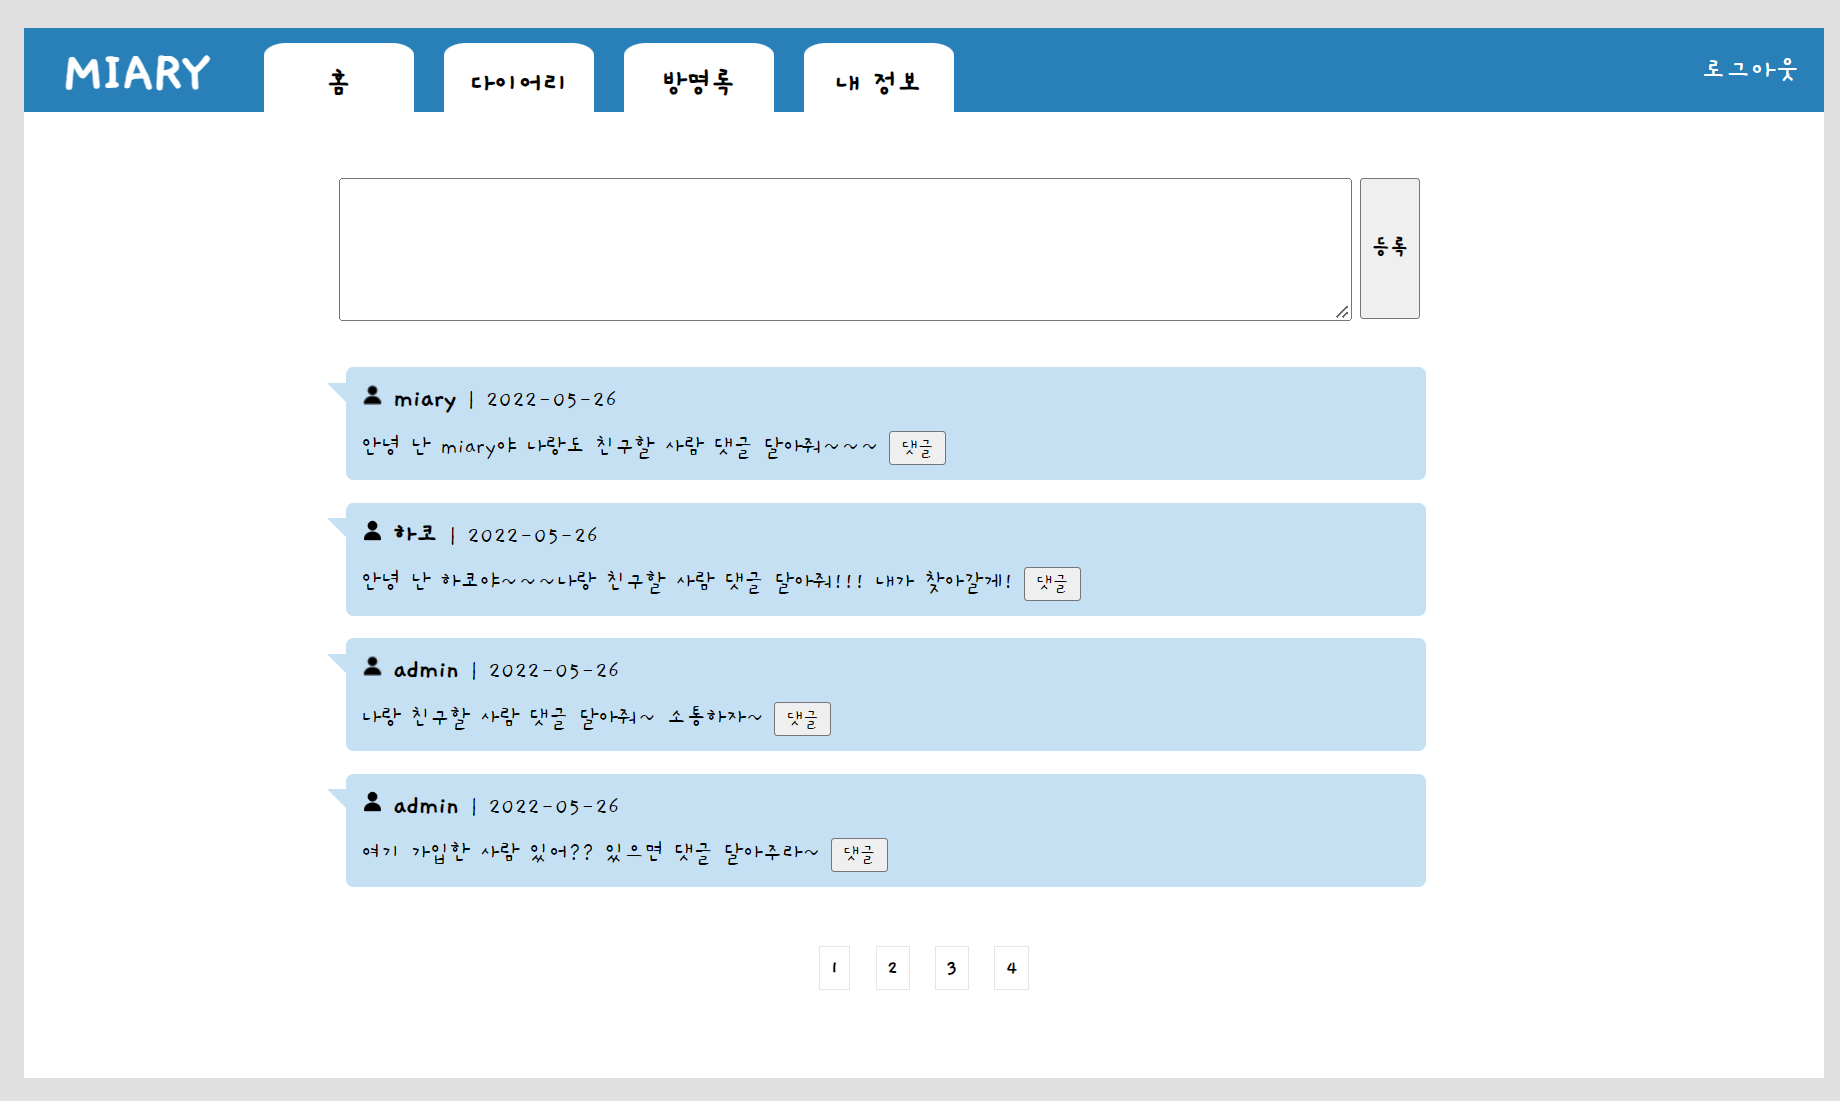 MIARY 홈 다이어리 방명록 내 정보 로그아웃
등록
miary | 2022-05-26
안녕 난 miary야 나랑도 친구할 사람 댓글 달아줘~~~ 댓글
하코 | 2022-05-26
안녕 난 하코야~~~나랑 친구할 사람 댓글 달아줘!!! 내가 찾아갈게! 댓글
admin | 2022-05-26
나랑 친구할 사람 댓글 달아줘~ 소통하자~ 댓글
admin | 2022-05-26
여기 가입한 사람 있어?? 있으면 댓글 달아주라~ 댓글
1 2 3 4